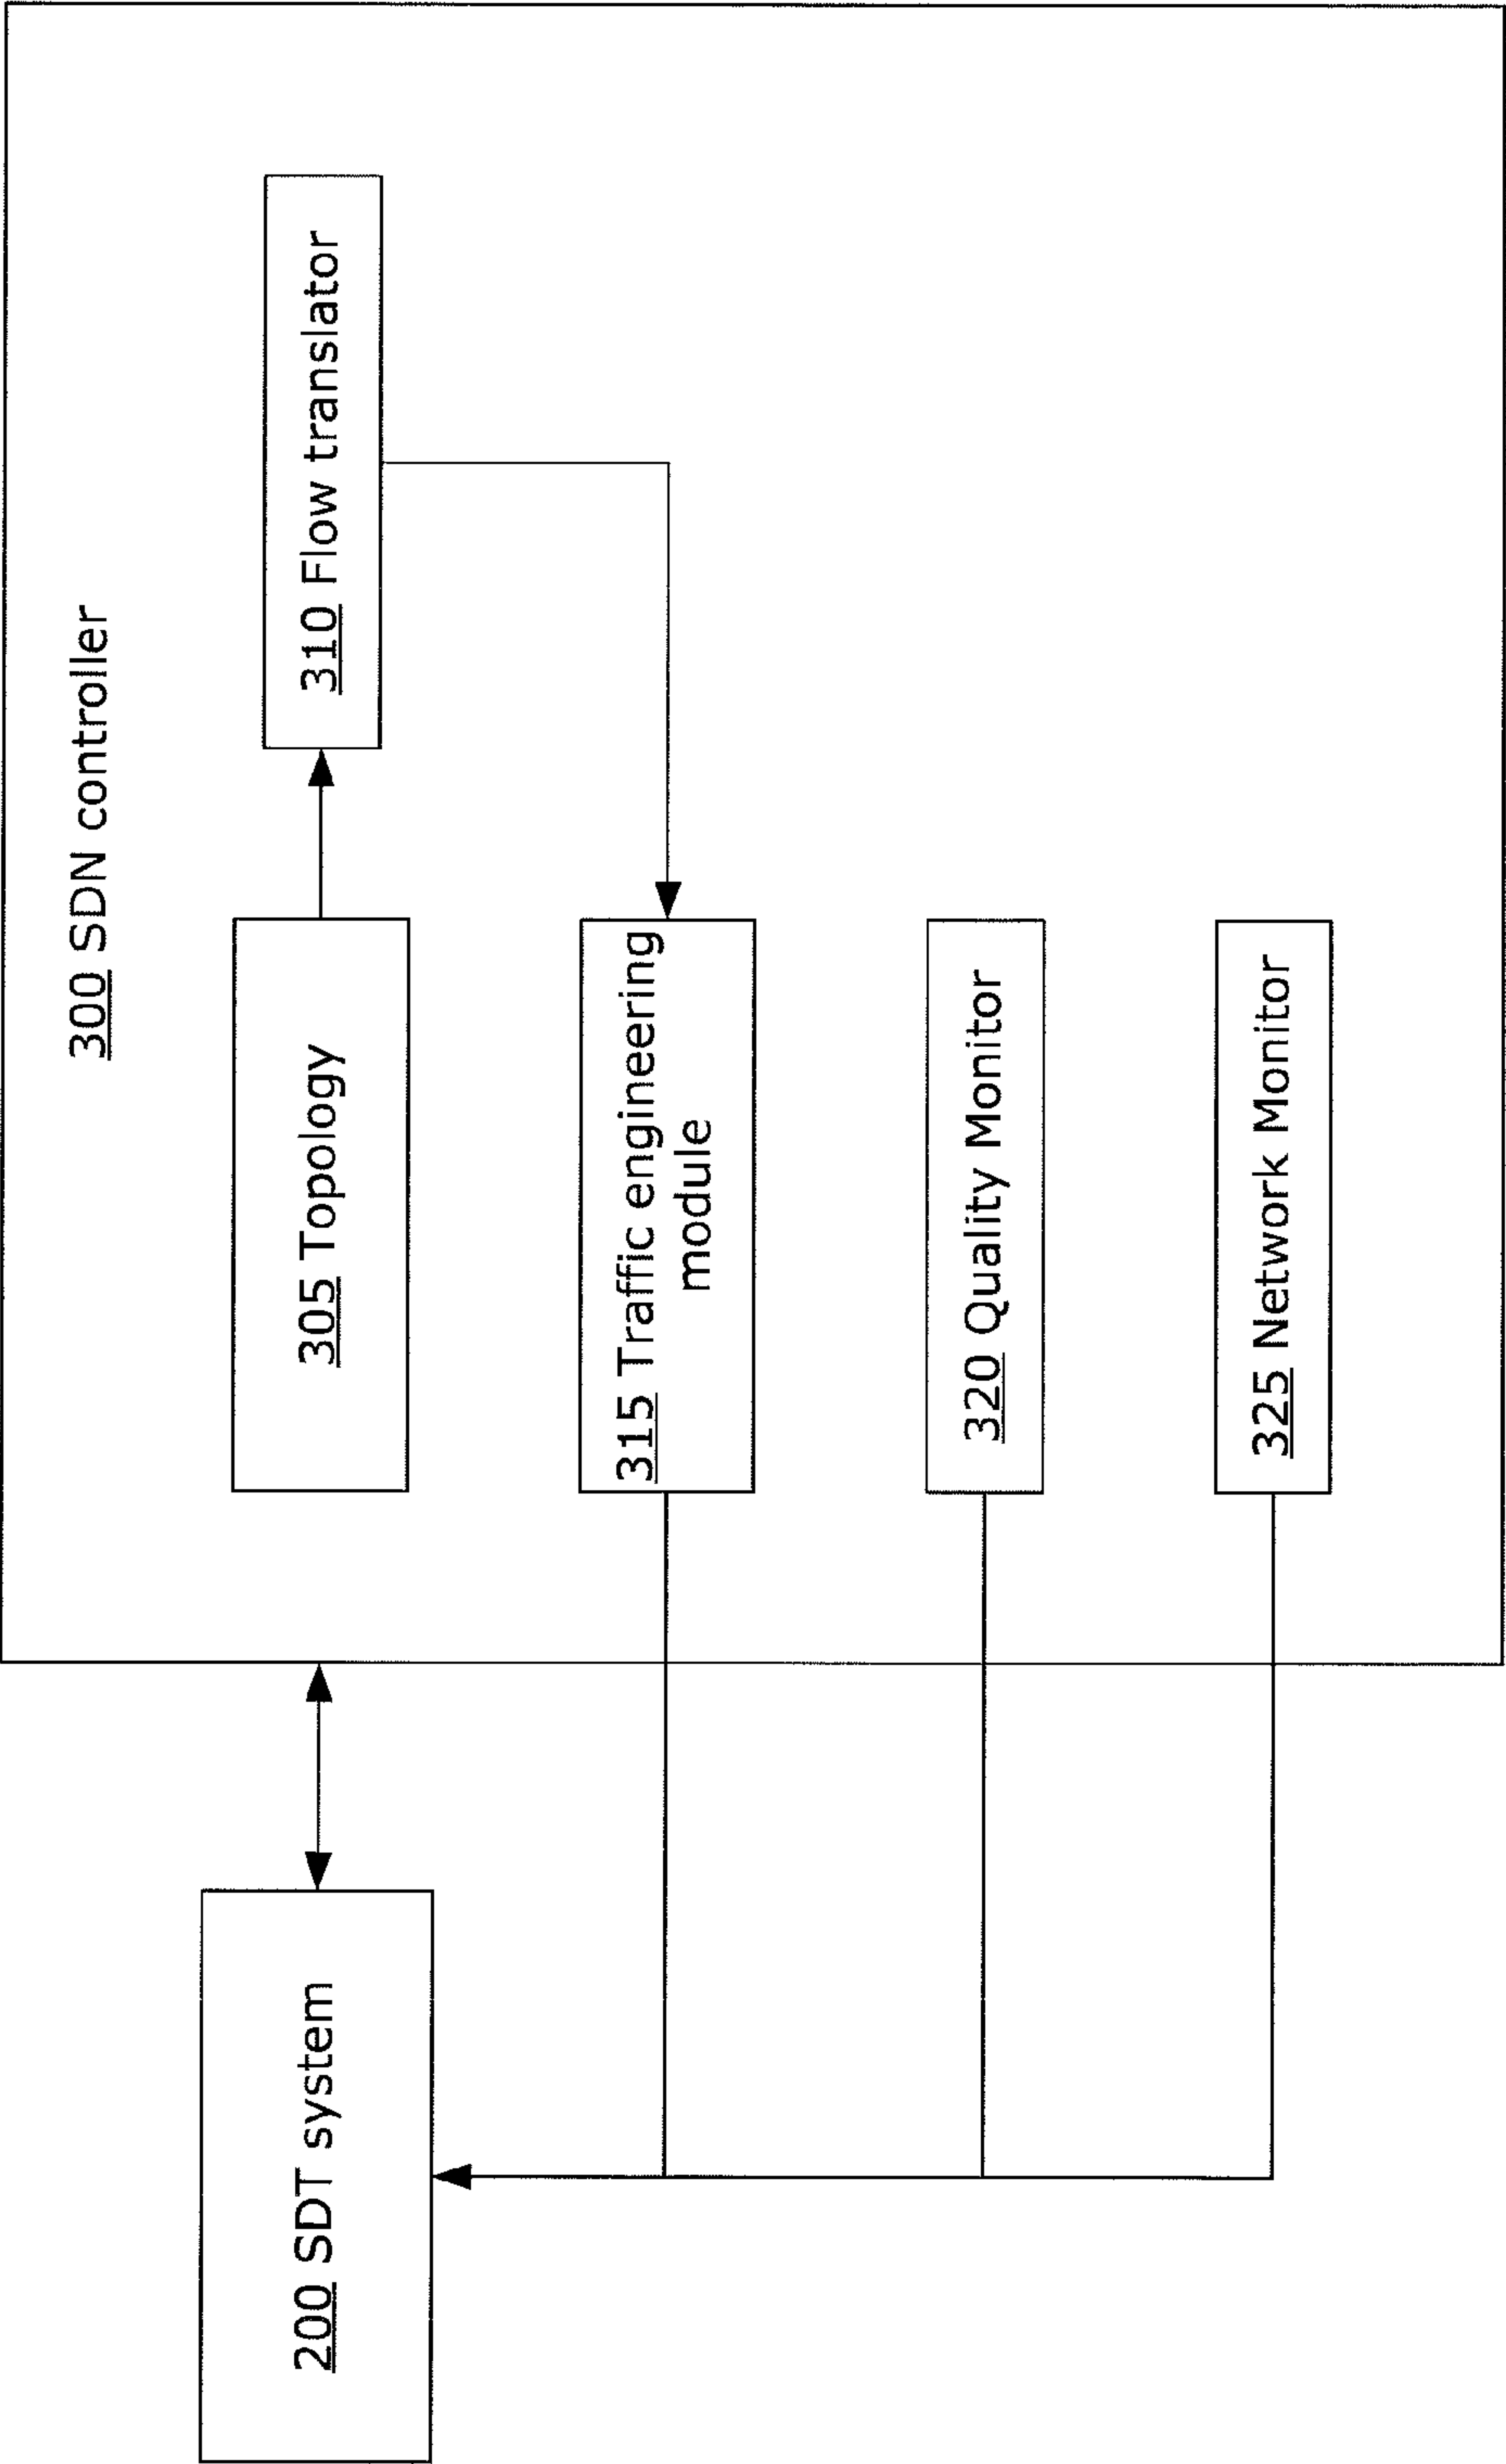 300 SDN controller
200 SDT system
305 Topology
310 Flow translator
315 Traffic engineering
module
320 Quality Monitor
325 Network Monitor